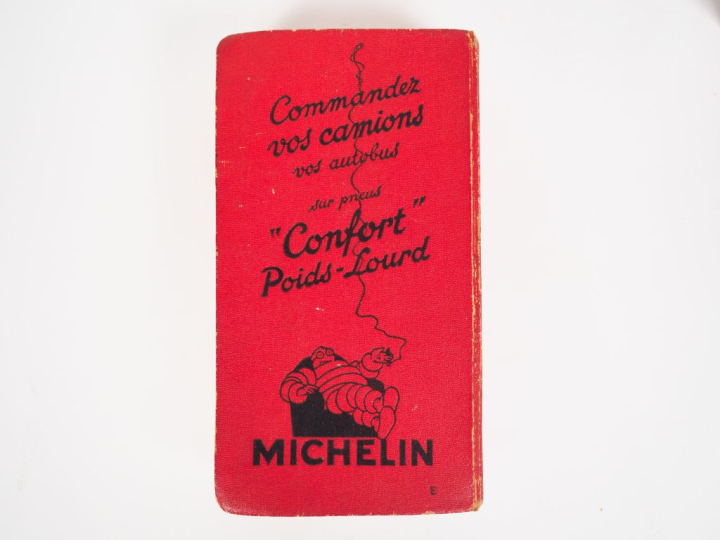 Commandez
vos camions
vos autobus
sur pneus
"Confort"
Poids-Lourd
MICHELIN
E